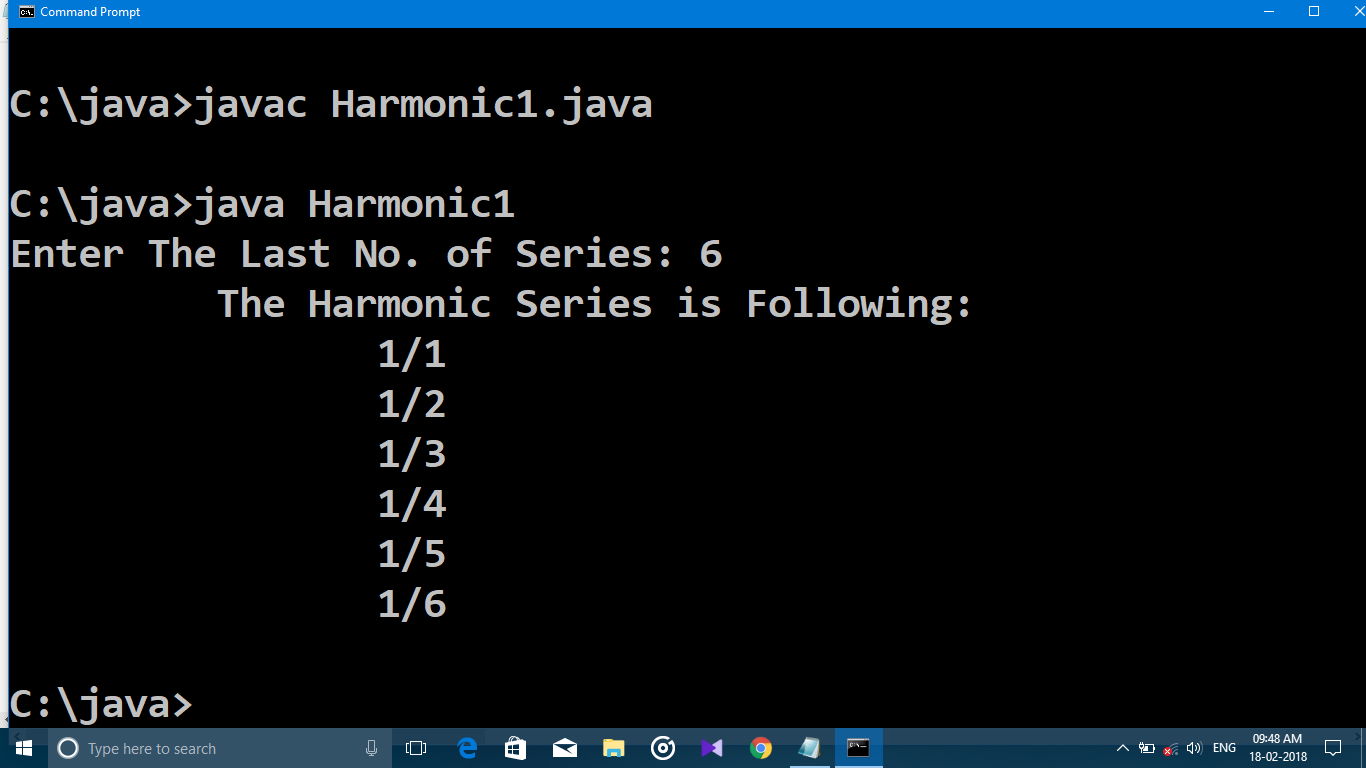 Command Prompt
C:\java>javac Harmonic1.java
C:\java>java Harmonic1
Enter The Last No. of Series: 6
The Harmonic Series is Following:
1/1
1/2
1/3
1/4
1/5
1/6
C:\java>
Type here to search
ENG
09:48 AM
18-02-2018